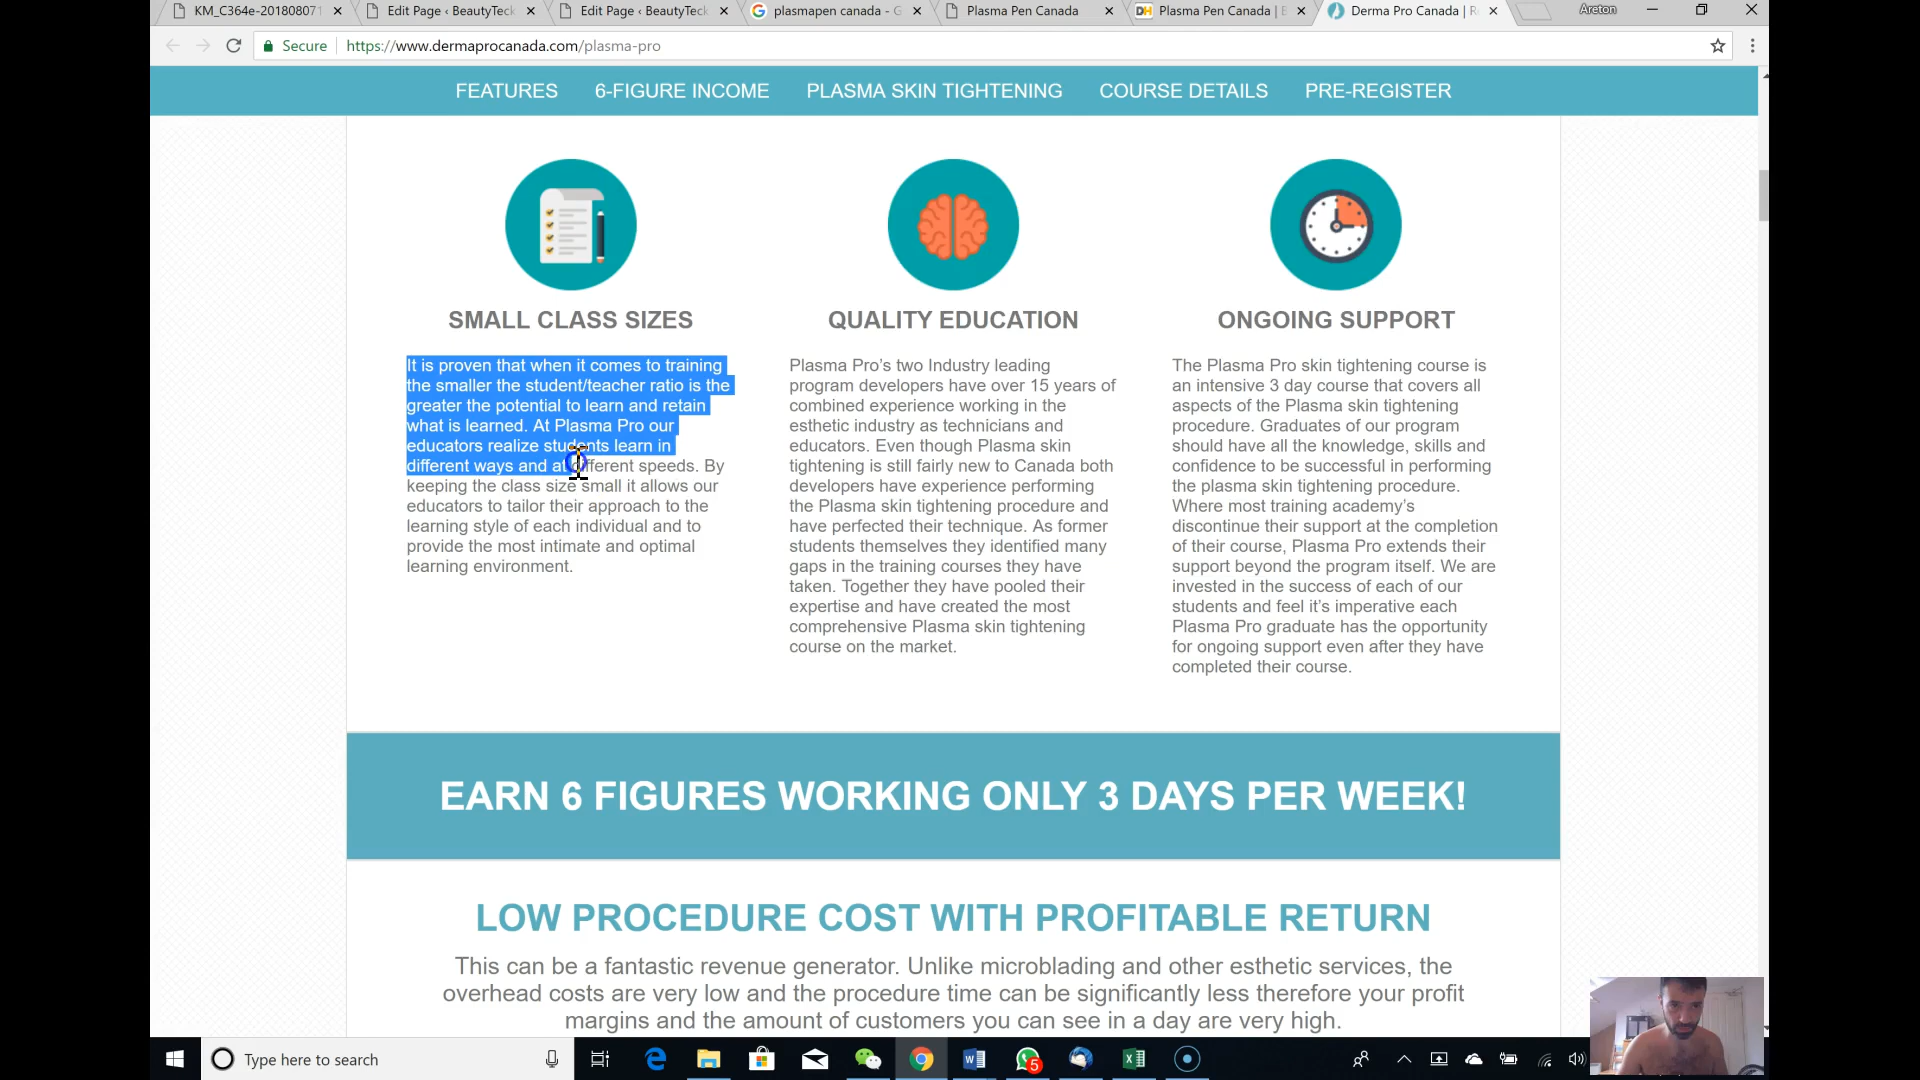 KM_C364e-201808071
Edit Page ‹ BeautyTeck
Edit Page ‹ BeautyTeck
plasmapen canada - G
Plasma Pen Canada
DH Plasma Pen Canada | B
Derma Pro Canada | R
Areton
Secure https://www.dermaprocanada.com/plasma-pro
FEATURES 6-FIGURE INCOME PLASMA SKIN TIGHTENING COURSE DETAILS PRE-REGISTER
SMALL CLASS SIZES
It is proven that when it comes to training
the smaller the student/teacher ratio is the
greater the potential to learn and retain
what is learned. At Plasma Pro our
educators realize students learn in
different ways and at different speeds. By
keeping the class size small it allows our
educators to tailor their approach to the
learning style of each individual and to
provide the most intimate and optimal
learning environment.
QUALITY EDUCATION
Plasma Pro’s two Industry leading
program developers have over 15 years of
combined experience working in the
esthetic industry as technicians and
educators. Even though Plasma skin
tightening is still fairly new to Canada both
developers have experience performing
the Plasma skin tightening procedure and
have perfected their technique. As former
students themselves they identified many
gaps in the training courses they have
taken. Together they have pooled their
expertise and have created the most
comprehensive Plasma skin tightening
course on the market.
ONGOING SUPPORT
The Plasma Pro skin tightening course is
an intensive 3 day course that covers all
aspects of the Plasma skin tightening
procedure. Graduates of our program
should have all the knowledge, skills and
confidence to be successful in performing
the plasma skin tightening procedure.
Where most training academy’s
discontinue their support at the completion
of their course, Plasma Pro extends their
support beyond the program itself. We are
invested in the success of each of our
students and feel it’s imperative each
Plasma Pro graduate has the opportunity
for ongoing support even after they have
completed their course.
EARN 6 FIGURES WORKING ONLY 3 DAYS PER WEEK!
LOW PROCEDURE COST WITH PROFITABLE RETURN
This can be a fantastic revenue generator. Unlike microblading and other esthetic services, the
overhead costs are very low and the procedure time can be significantly less therefore your profit
margins and the amount of customers you can see in a day are very high.
Type here to search
5